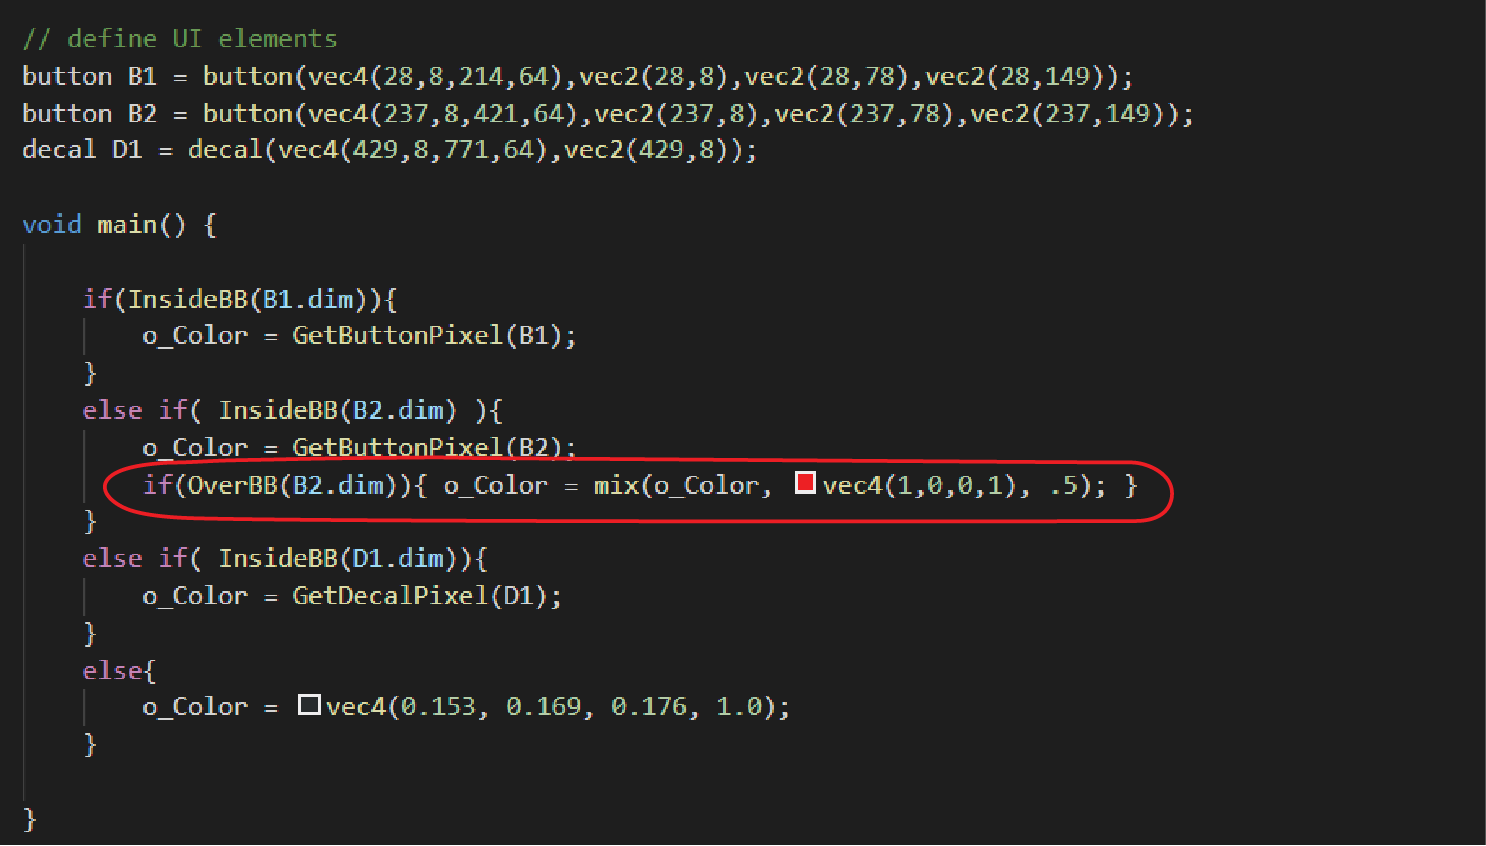 // define UI elements
button B1 = button(vec4(28,8,214,64),vec2(28,8),vec2(28,78),vec2(28,149));
button B2 = button(vec4(237,8,421,64),vec2(237,8),vec2(237,78),vec2(237,149));
decal D1 = decal(vec4(429,8,771,64),vec2(429,8));
void main() {
if(InsideBB(B1.dim)){
o_Color = GetButtonPixel(B1);
}
else if( InsideBB(B2.dim) ){
o_Color = GetButtonPixel(B2);
if(OverBB(B2.dim)){ o_Color = mix(o_Color, vec4(1,0,0,1), .5); }
}
else if( InsideBB(D1.dim)){
o_Color = GetDecalPixel(D1);
}
else{
o_Color = vec4(0.153, 0.169, 0.176, 1.0);
}
}